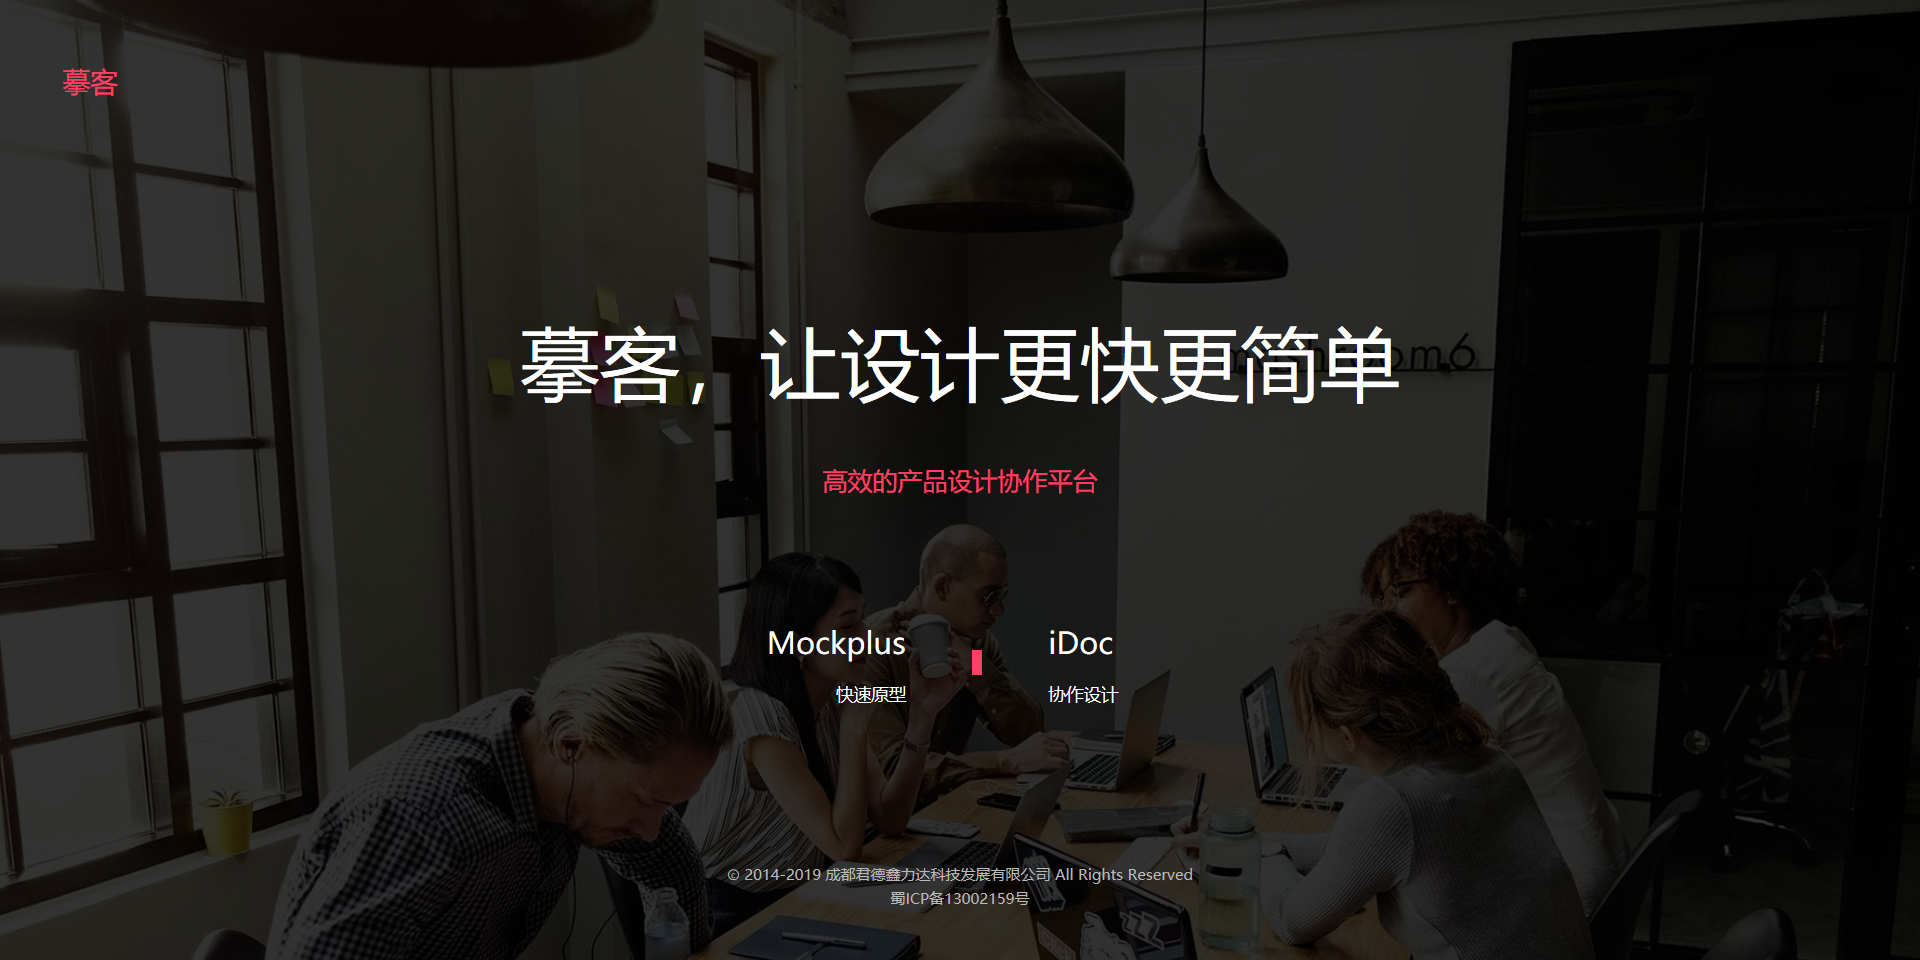 摹客
摹客，让设计更快更简单
高效的产品设计协作平台
Mockplus
iDoc
快速原型
协作设计
© 2014-2019 成都君德鑫力达科技发展有限公司 All Rights Reserved
蜀ICP备13002159号